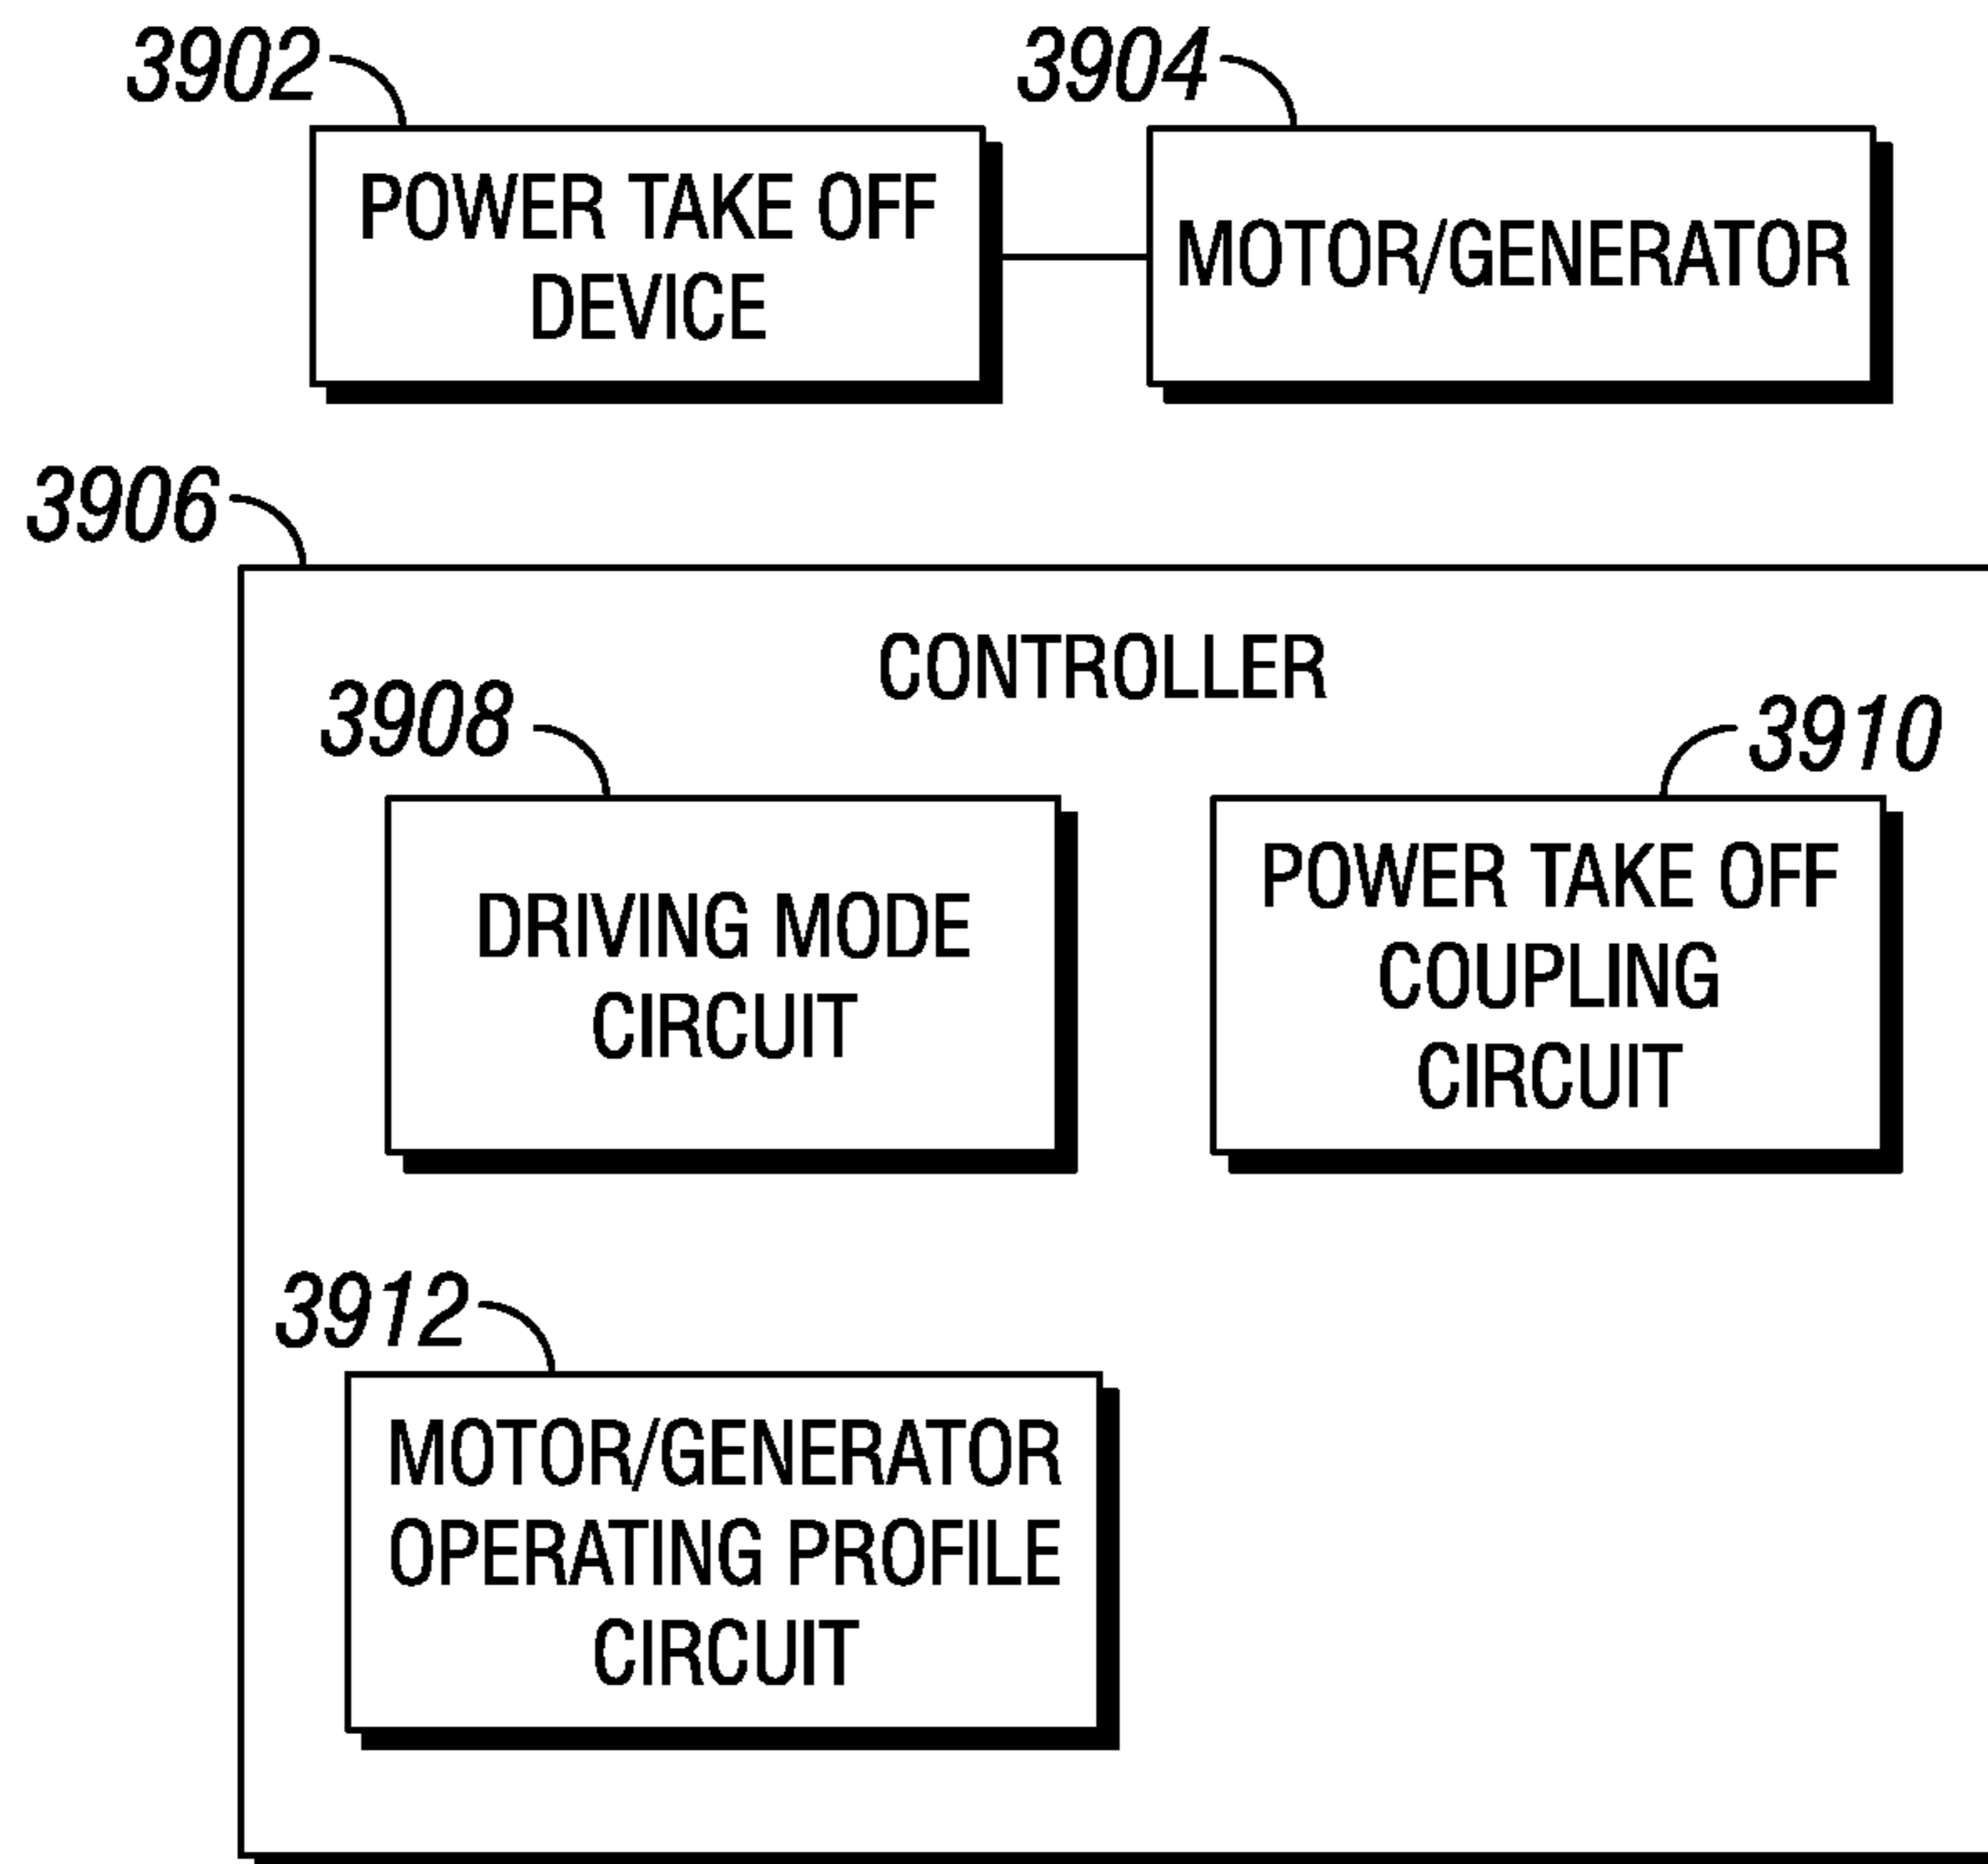 3902
3904
POWER TAKE OFF
DEVICE
MOTOR/GENERATOR
3906
CONTROLLER
3908
3910
DRIVING MODE
CIRCUIT
POWER TAKE OFF
COUPLING
CIRCUIT
3912
MOTOR/GENERATOR
OPERATING PROFILE
CIRCUIT